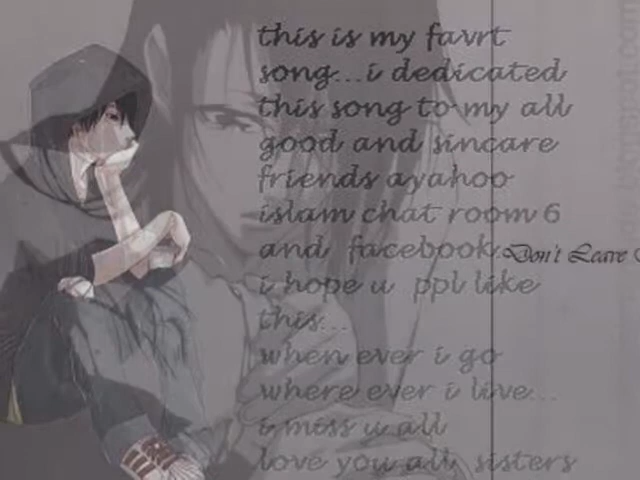 this is my favrt
song...i dedicated
this song to my all
good and sincare
friends ayahoo
islam chat room 6
and facebook.
Don't Leave
i hope u ppl like
this...
when ever i go
where ever i live...
i miss u all
love you all sisters